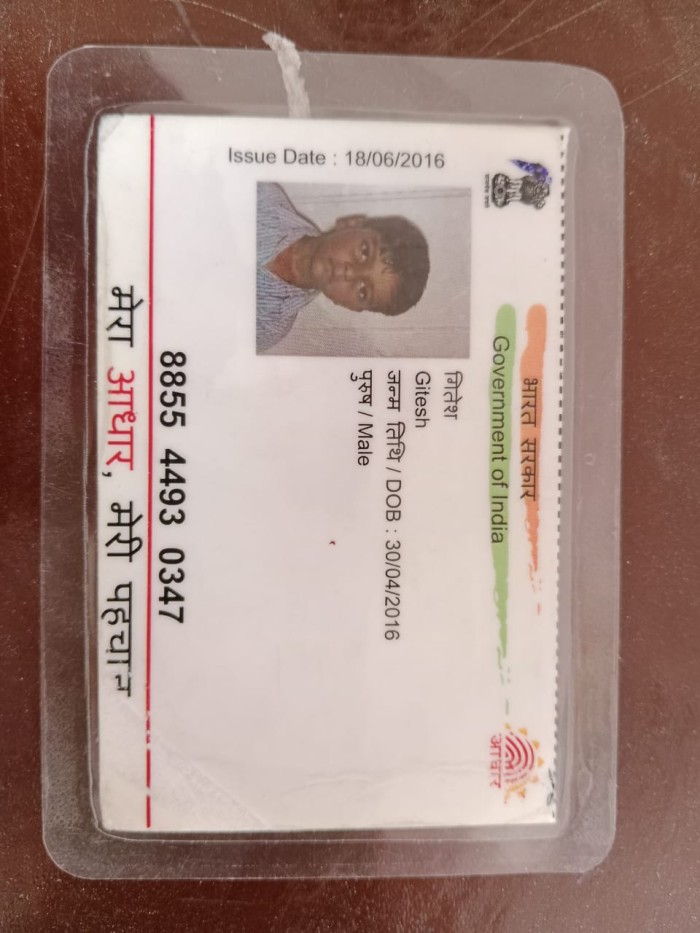 Issue Date : 18/06/2016
भारत सरकार
Government of India
आधार
गितेश
Gitesh
जन्म तिथि / DOB : 30/04/2016
पुरुष / Male
8855 4493 0347
मेरा आधार, मेरी पहचान